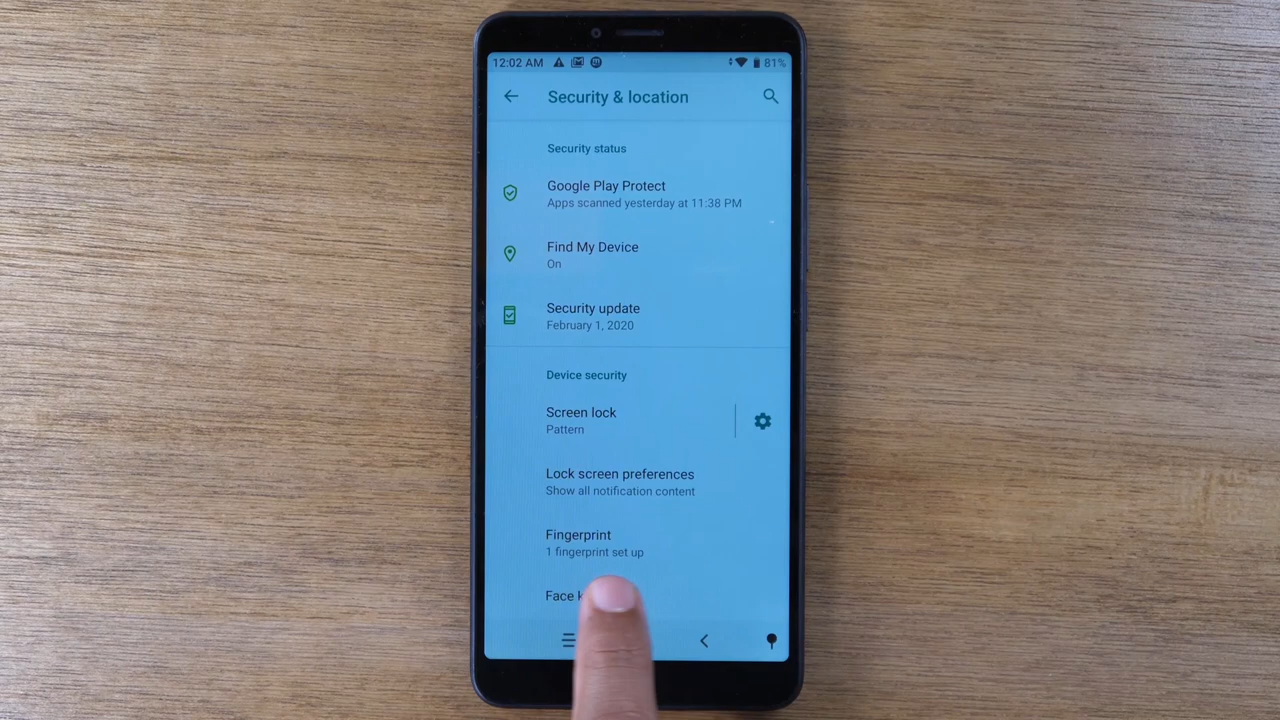 12:02 AM 81%
Security & location
Security status
Google Play Protect
Apps scanned yesterday at 11:38 PM
Find My Device
On
Security update
February 1, 2020
Device security
Screen lock
Pattern
Lock screen preferences
Show all notification content
Fingerprint
1 fingerprint set up
Face